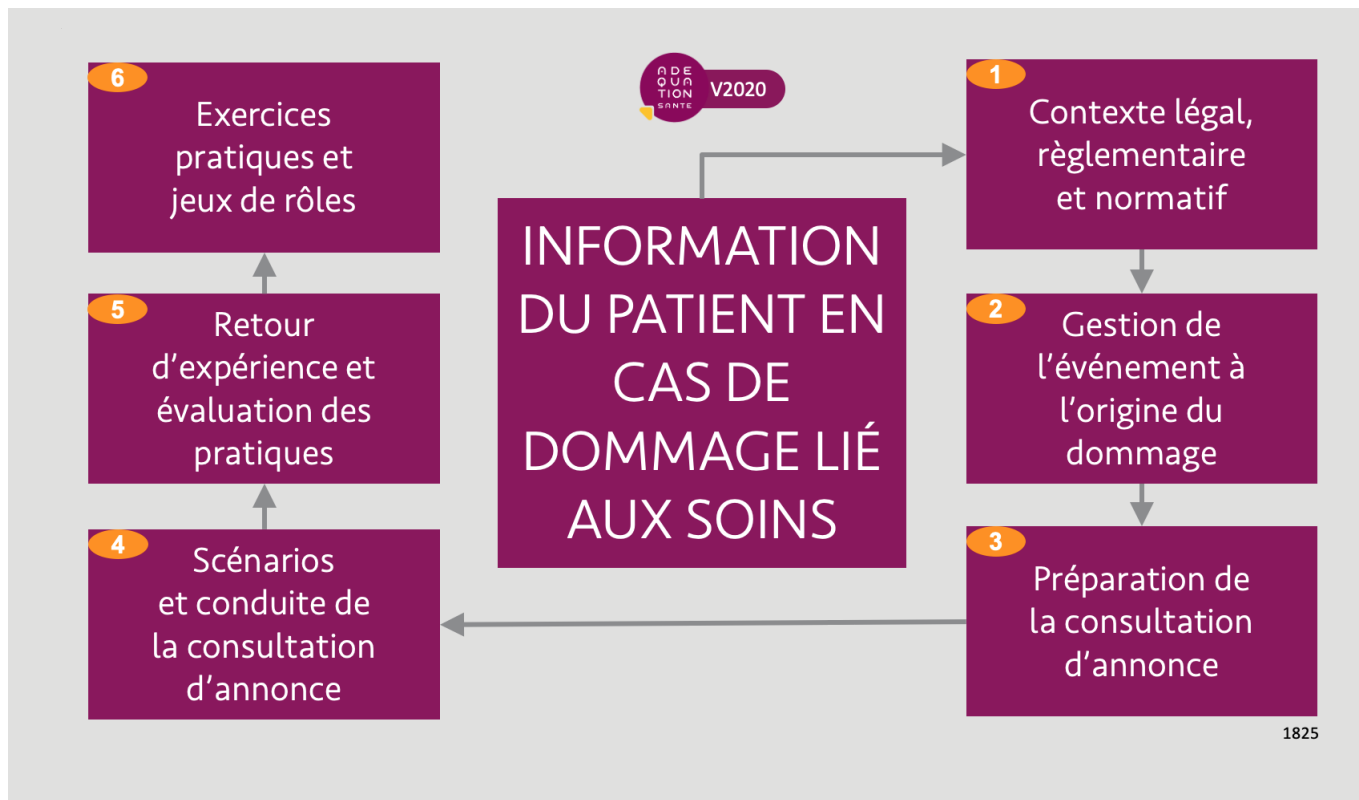 ADE
QUA
TION
SANTE
V2020
INFORMATION
DU PATIENT EN
CAS DE
DOMMAGE LIÉ
AUX SOINS
1
Contexte légal,
règlementaire
et normatif
2
Gestion de
l’événement à
l’origine du
dommage
3
Préparation de
la consultation
d’annonce
4
Scénarios
et conduite de
la consultation
d’annonce
5
Retour
d’expérience et
évaluation des
pratiques
6
Exercices
pratiques et
jeux de rôles
1825